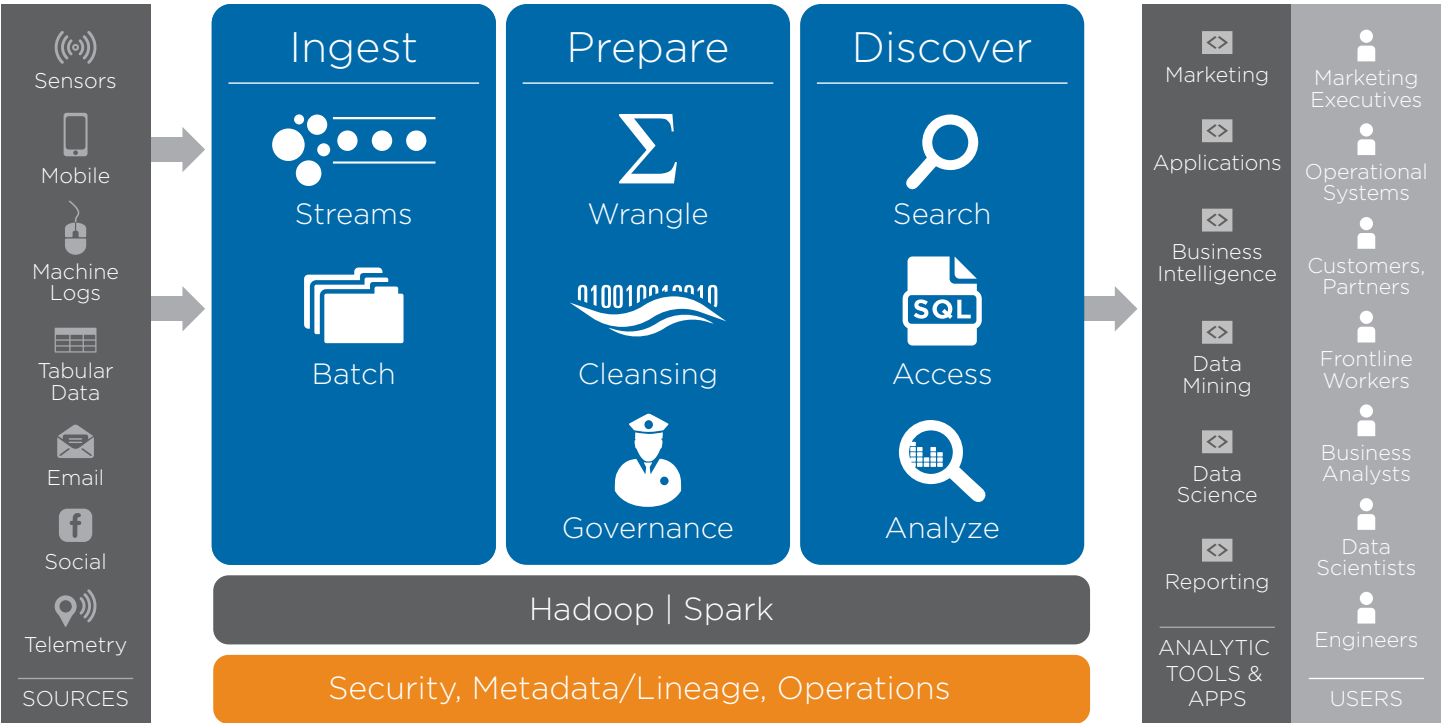 Sensors
Mobile
Machine
Logs
Tabular
Data
Email
Social
Telemetry
SOURCES
Ingest
Streams
Batch
Prepare
Σ
Wrangle
010010010010
Cleansing
Governance
Discover
Search
SQL
Access
Analyze
Hadoop | Spark
Security, Metadata/Lineage, Operations
Marketing
Applications
Business
Intelligence
Data
Mining
Data
Science
Reporting
ANALYTIC
TOOLS &
APPS
Marketing
Executives
Operational
Systems
Customers,
Partners
Frontline
Workers
Business
Analysts
Data
Scientists
Engineers
USERS